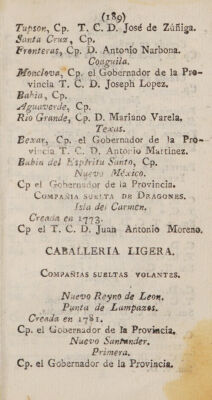 (189)
Tupson, Cp. T. C. D. José de Zúñiga.
Santa Cruz, Cp.
Fronteras, Cp. D. Antonio Narbona.
Coaguila.
Monclova, Cp. el Gobernador de la Pro-
vincia T. C. D. Joseph Lopez.
Babia, Cp.
Aguaverde, Cp.
Rio Grande, Cp. D. Mariano Varela.
Texas.
Bexar, Cp. el Gobernador de la Pro-
vincia T. C. D. Antonio Martinez.
Bahia del Espíritu Santo, Cp.
Nuevo México.
Cp el Gobernador de la Provincia.
COMPAÑIA SUELTA DE DRAGONES.
Isla del Carmen.
Creada en 1773.
Cp el T. C. D. Juan Antonio Moreno.
CABALLERIA LIGERA.
COMPAÑIAS SUELTAS VOLANTES.
Nuevo Reyno de Leon.
Punta de Lampazos.
Creada en 1781.
Cp. el Gobernador de la Provincia.
Nuevo Santander.
Primera.
Cp. el Gobernador de la Provincia.